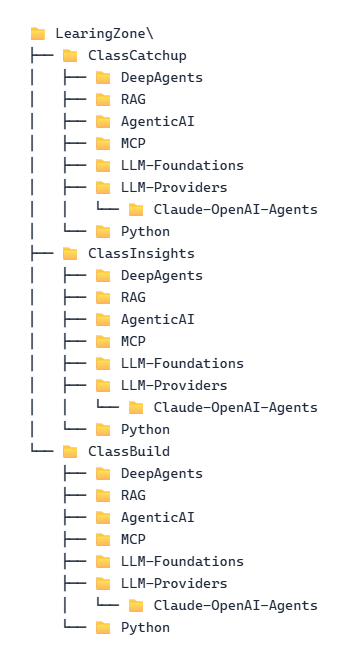 LearingZone\
├── ClassCatchup
│   ├── DeepAgents
│   ├── RAG
│   ├── AgenticAI
│   ├── MCP
│   ├── LLM-Foundations
│   ├── LLM-Providers
│   │   └── Claude-OpenAI-Agents
│   └── Python
├── ClassInsights
│   ├── DeepAgents
│   ├── RAG
│   ├── AgenticAI
│   ├── MCP
│   ├── LLM-Foundations
│   ├── LLM-Providers
│   │   └── Claude-OpenAI-Agents
│   └── Python
└── ClassBuild
    ├── DeepAgents
    ├── RAG
    ├── AgenticAI
    ├── MCP
    ├── LLM-Foundations
    ├── LLM-Providers
    │   └── Claude-OpenAI-Agents
    └── Python